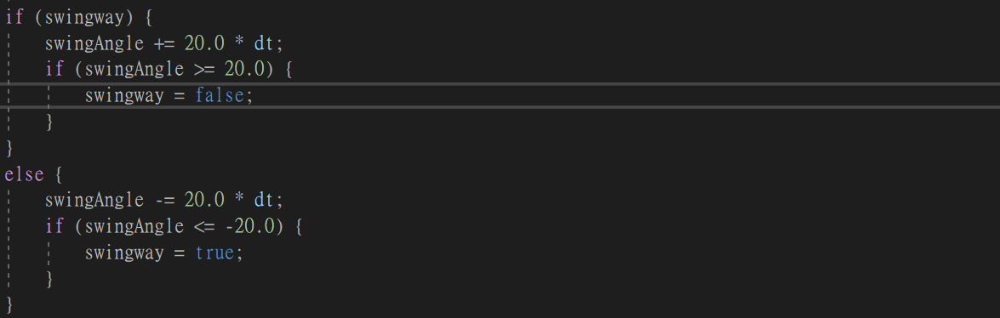 if (swingway) {
    swingAngle += 20.0 * dt;
    if (swingAngle >= 20.0) {
        swingway = false;
    }
}
else {
    swingAngle -= 20.0 * dt;
    if (swingAngle <= -20.0) {
        swingway = true;
    }
}